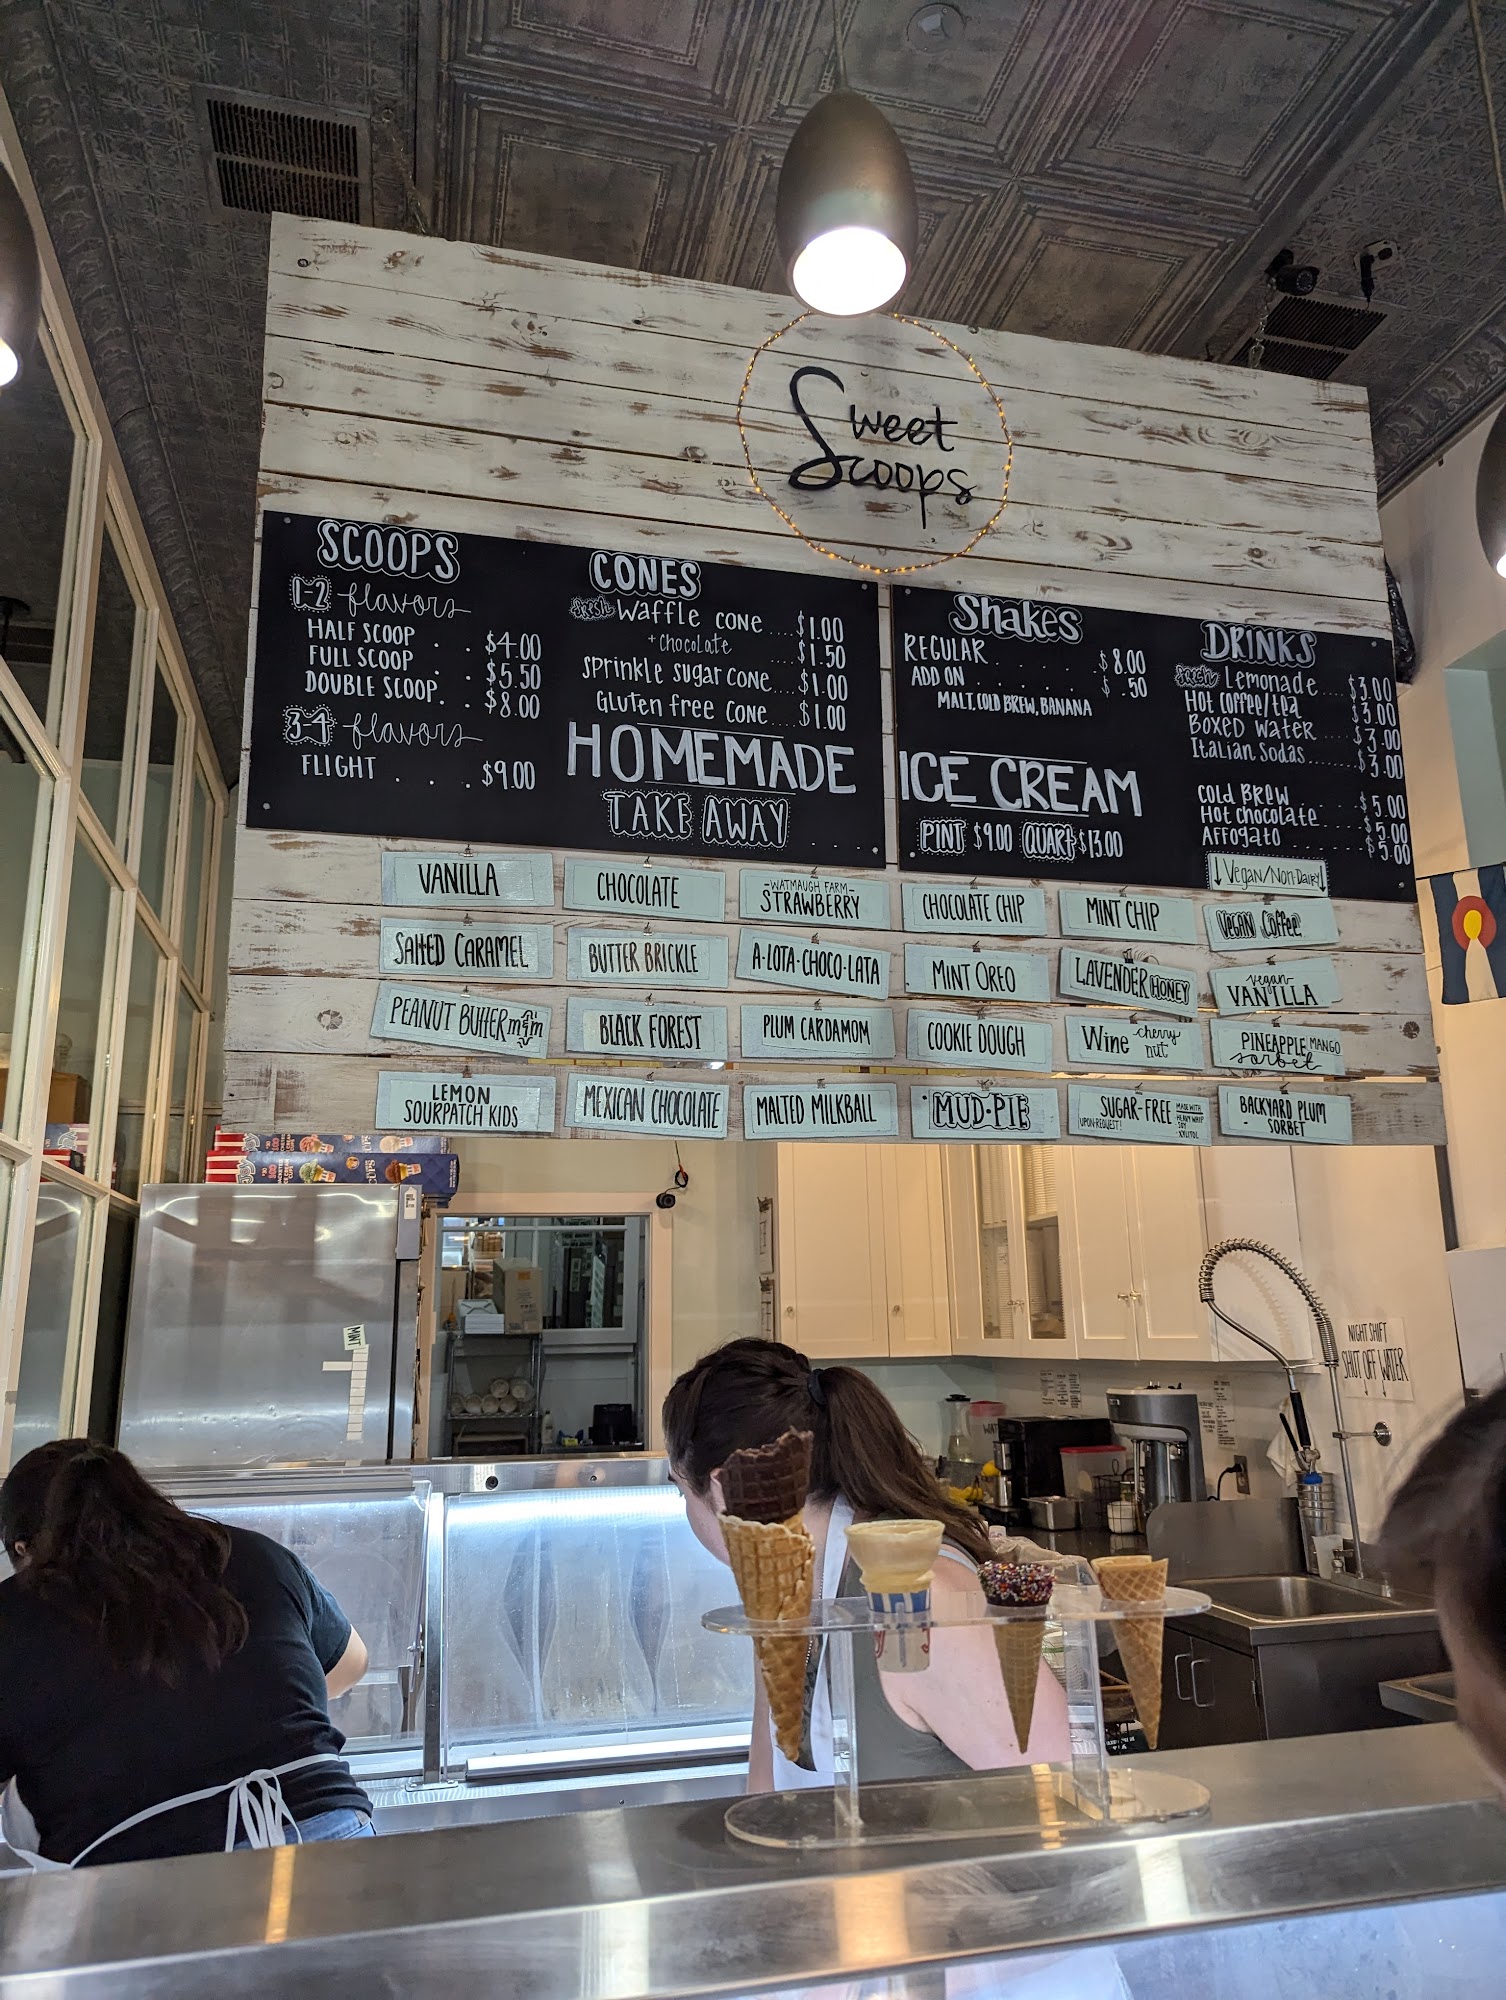 Sweet
Scoops
SCOOPS
1-2 flavors
HALF SCOOP . . $4.00
FULL SCOOP . $5.50
DOUBLE SCOOP. . $8.00
3-4 flavors
FLIGHT . . . . $9.00
CONES
fresh Waffle cone .... $1.00
+ chocolate .... $1.50
Sprinkle sugar cone ... $1.00
Gluten free cone ... $1.00
HOMEMADE
TAKE AWAY . . . .
Shakes
REGULAR . . . . . $8.00
ADD ON . . . . . . $ .50
MALT, COLD BREW, BANANA
ICE CREAM
PINT $9.00 QUART $13.00
DRINKS
fresh Lemonade .... $3.00
Hot coffee/tea $3.00
Boxed water .... $3.00
Italian Sodas ...... $3.00
Cold Brew . . . . $5.00
Hot chocolate .... $5.00
Affogato . . . . . $5.00
↓ Vegan/Non-Dairy ↓
VANILLA
CHOCOLATE
-WATMAUGH FARM-
STRAWBERRY
CHOCOLATE CHIP
MINT CHIP
VEGAN Coffee
SALTED CARAMEL
BUTTER BRICKLE
A-LOTA-CHOCO-LATA
MINT OREO
LAVENDER HONEY
vegan
VANILLA
PEANUT BUTTER m&m
BLACK FOREST
PLUM CARDAMOM
COOKIE DOUGH
Wine cherry
nut
PINEAPPLE MANGO
sorbet
LEMON
SOURPATCH KIDS
MEXICAN CHOCOLATE
MALTED MILKBALL
MUD-PIE
SUGAR-FREE
UPON REQUEST!
MADE WITH
HEAVY WHIP
SOY
XYLITOL
BACKYARD PLUM
SORBET
MINT
NIGHT SHIFT
SHUT OFF WATER